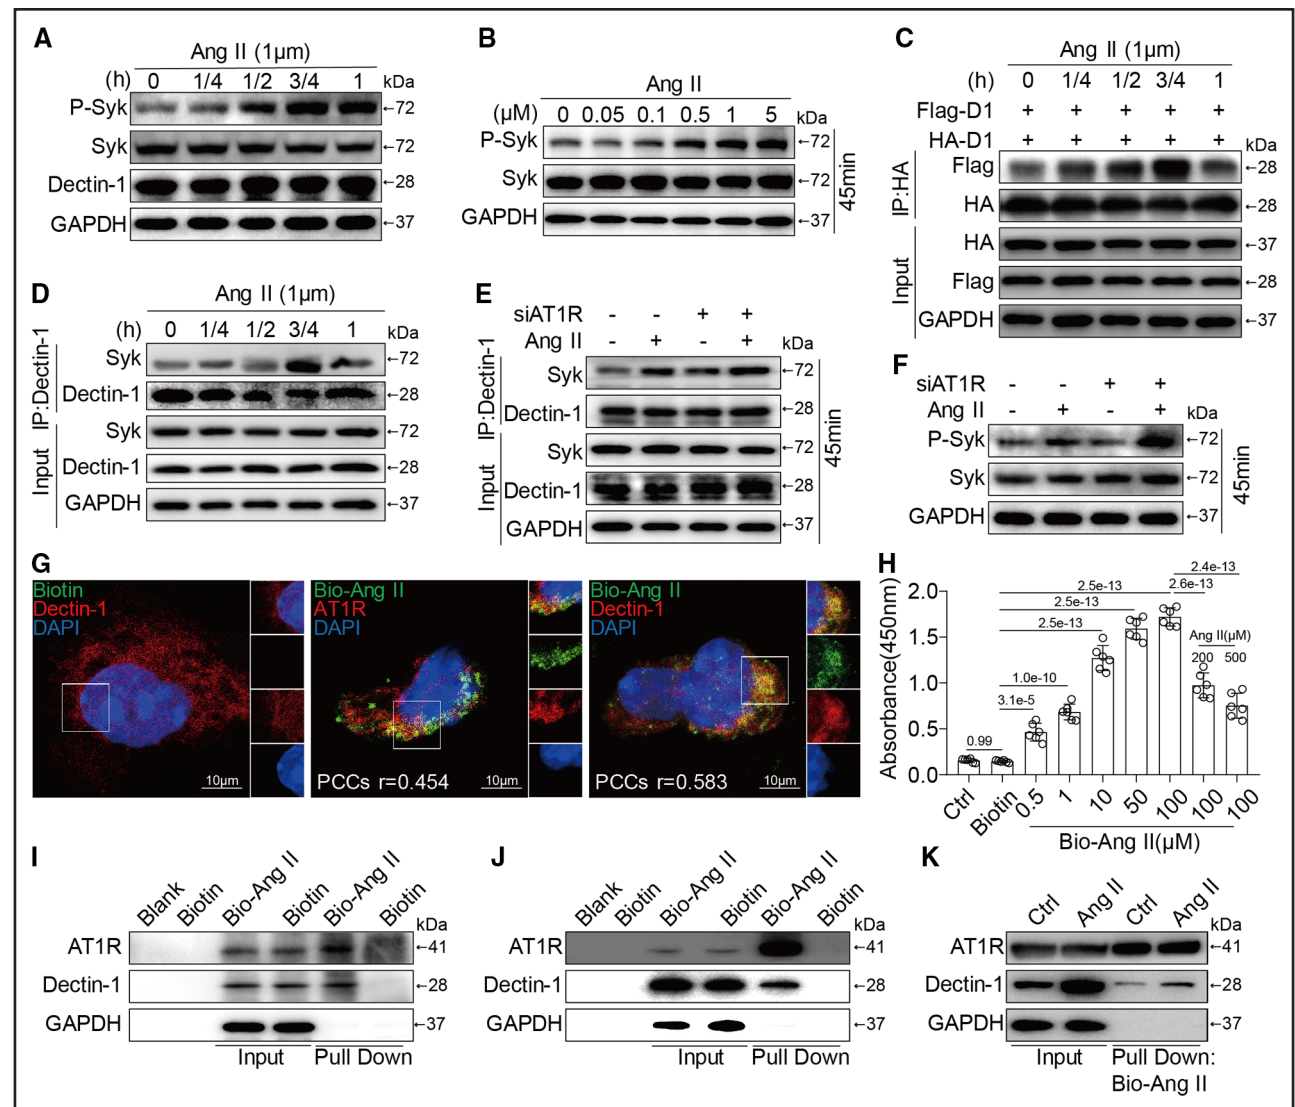 A
Ang II (1μm)
(h) 0 1/4 1/2 3/4 1 kDa
P-Syk ←72
Syk ←72
Dectin-1 ←28
GAPDH ←37
B
Ang II
(μM) 0 0.05 0.1 0.5 1 5 kDa
P-Syk ←72
Syk ←72
GAPDH ←37
45min
C
Ang II (1μm)
(h) 0 1/4 1/2 3/4 1
Flag-D1 + + + + +
HA-D1 + + + + + kDa
IP:HA
Flag ←28
HA ←28
Input
HA ←37
Flag ←28
GAPDH ←37
D
Ang II (1μm)
(h) 0 1/4 1/2 3/4 1 kDa
IP:Dectin-1
Syk ←72
Dectin-1 ←28
Input
Syk ←72
Dectin-1 ←28
GAPDH ←37
E
siAT1R - - + +
Ang II - + - + kDa
IP:Dectin-1
Syk ←72
Dectin-1 ←28
Input
Syk ←72
Dectin-1 ←28
GAPDH ←37
45min
F
siAT1R - - + +
Ang II - + - + kDa
P-Syk ←72
Syk ←72
GAPDH ←37
45min
G
Biotin
Dectin-1
DAPI
10μm
Bio-Ang II
AT1R
DAPI
PCCs r=0.454 10μm
Bio-Ang II
Dectin-1
DAPI
PCCs r=0.583 10μm
H
Absorbance(450nm)
2.0
1.5
1.0
0.5
0.0
2.4e-13
2.5e-13 2.6e-13
2.5e-13
2.5e-13
1.0e-10
3.1e-5
0.99
Ang II(μM)
200 500
Ctrl Biotin 0.5 1 10 50 100 100 100
Bio-Ang II(μM)
I
Blank Biotin Bio-Ang II Biotin Bio-Ang II Biotin
kDa
AT1R ←41
Dectin-1 ←28
GAPDH ←37
Input Pull Down
J
Blank Biotin Bio-Ang II Biotin Bio-Ang II Biotin
kDa
AT1R ←41
Dectin-1 ←28
GAPDH ←37
Input Pull Down
K
Ctrl Ang II Ctrl Ang II
kDa
AT1R ←41
Dectin-1 ←28
GAPDH ←37
Input Pull Down:
Bio-Ang II